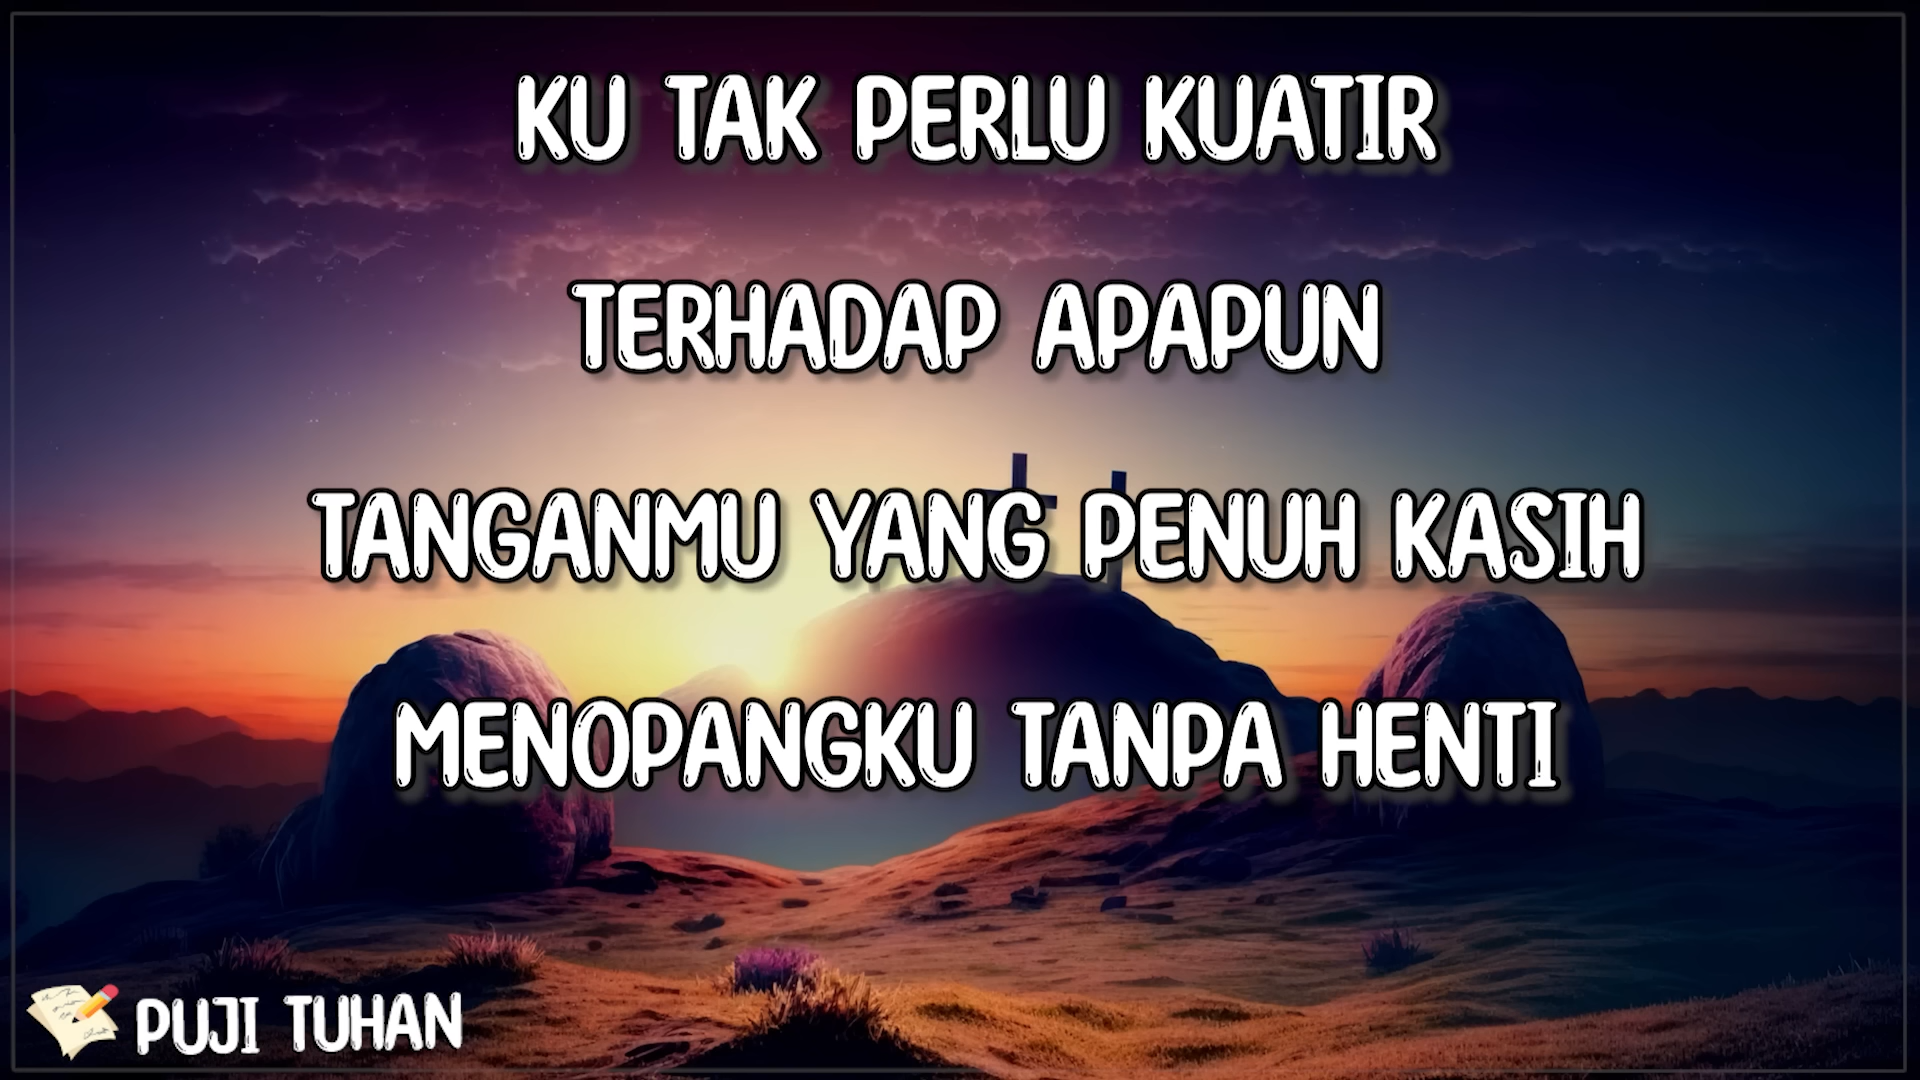 KU TAK PERLU KUATIR
TERHADAP APAPUN
TANGANMU YANG PENUH KASIH
MENOPANGKU TANPA HENTI
PUJI TUHAN